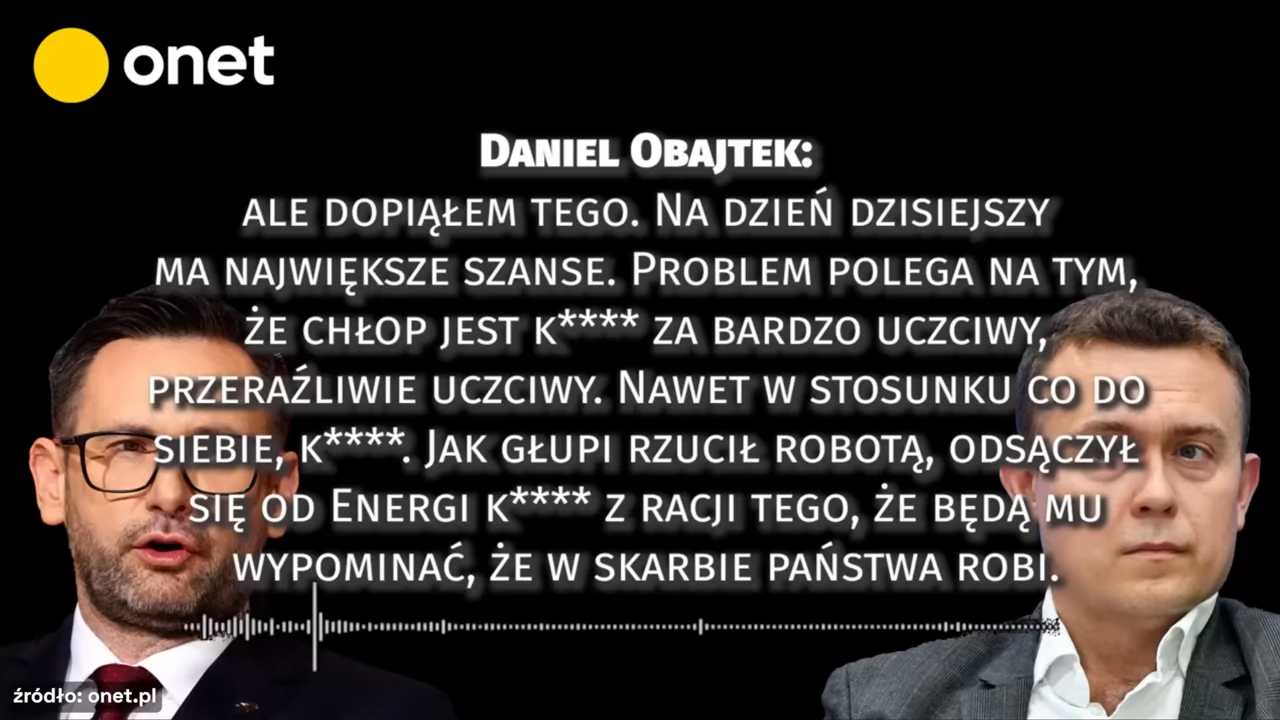 onet
Daniel Obajtek:
ale dopiąłem tego. Na dzień dzisiejszy
ma największe szanse. Problem polega na tym,
że chłop jest k**** za bardzo uczciwy,
przeraźliwie uczciwy. Nawet w stosunku co do
siebie, k****. Jak głupi rzucił robotą, odsączył
się od Energi k**** z racji tego, że będą mu
wypominać, że w skarbie państwa robi.
źródło: onet.pl